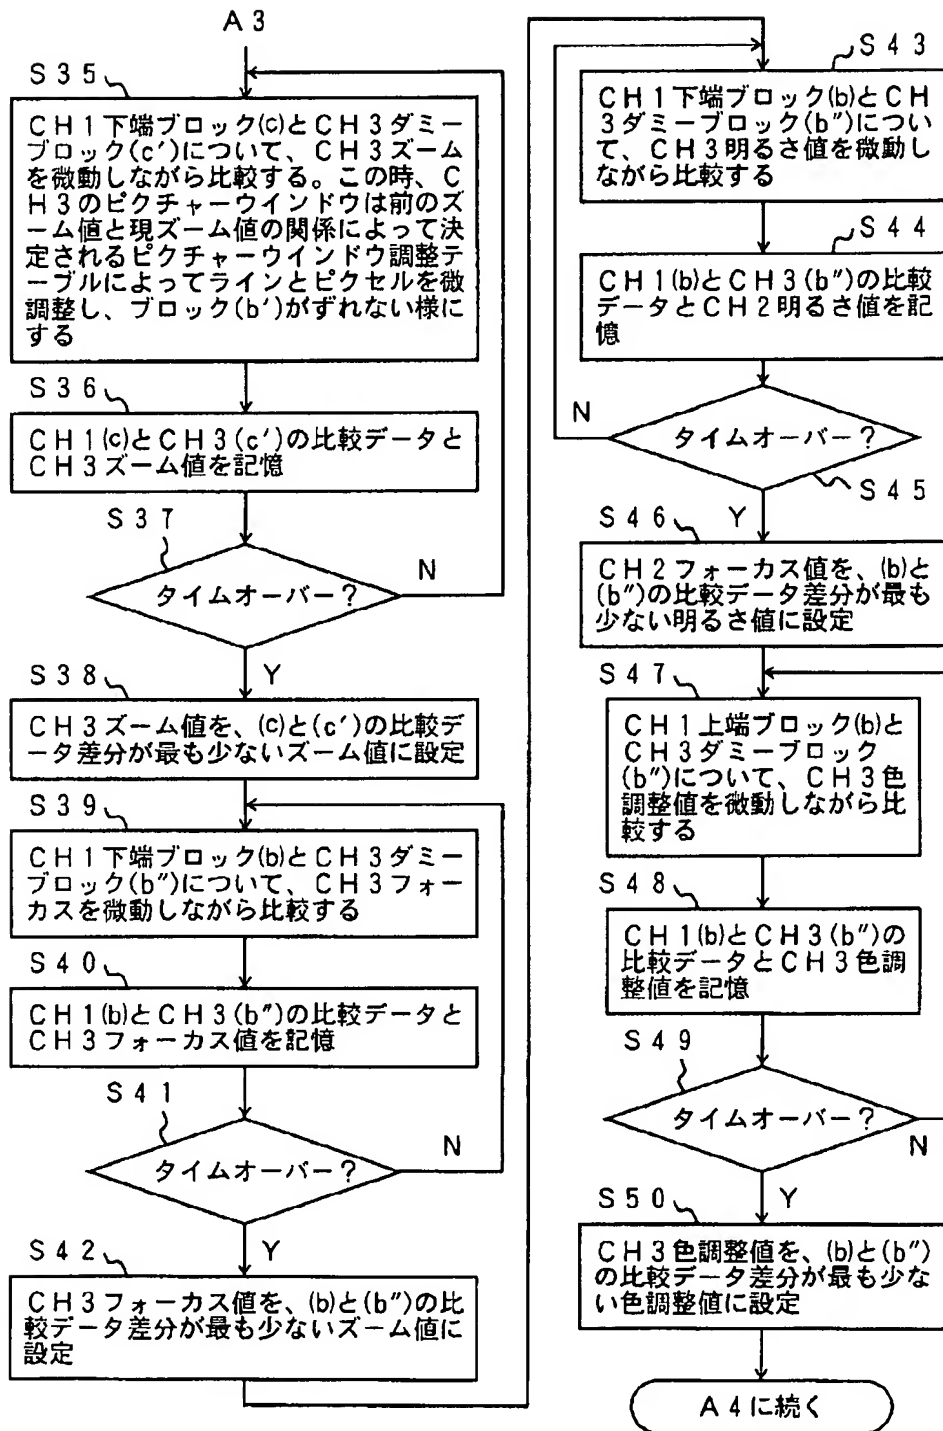 A3
S35
CH1下端ブロック(c)とCH3ダミー
ブロック(c′)について、CH3ズーム
を微動しながら比較する。この時、C
H3のピクチャーウインドウは前のズ
ーム値と現ズーム値の関係によって決
定されるピクチャーウインドウ調整テ
ーブルによってラインとピクセルを微
調整し、ブロック(b′)がずれない様に
する
S36
CH1(c)とCH3(c′)の比較データと
CH3ズーム値を記憶
S37
タイムオーバー?
N
Y
S38
CH3ズーム値を、(c)と(c′)の比較デ
ータ差分が最も少ないズーム値に設定
S39
CH1下端ブロック(b)とCH3ダミー
ブロック(b″)について、CH3フォー
カスを微動しながら比較する
S40
CH1(b)とCH3(b″)の比較データと
CH3フォーカス値を記憶
S41
タイムオーバー?
N
Y
S42
CH3フォーカス値を、(b)と(b″)の比
較データ差分が最も少ないズーム値に
設定
S43
CH1下端ブロック(b)とCH
3ダミーブロック(b″)につい
て、CH3明るさ値を微動し
ながら比較する
S44
CH1(b)とCH3(b″)の比較
データとCH2明るさ値を記
憶
N
タイムオーバー?
S45
Y
S46
CH2フォーカス値を、(b)と
(b″)の比較データ差分が最も
少ない明るさ値に設定
S47
CH1上端ブロック(b)と
CH3ダミーブロック
(b″)について、CH3色
調整値を微動しながら比
較する
S48
CH1(b)とCH3(b″)の
比較データとCH3色調
整値を記憶
S49
タイムオーバー?
N
Y
S50
CH3色調整値を、(b)と(b″)
の比較データ差分が最も少な
い色調整値に設定
A4に続く